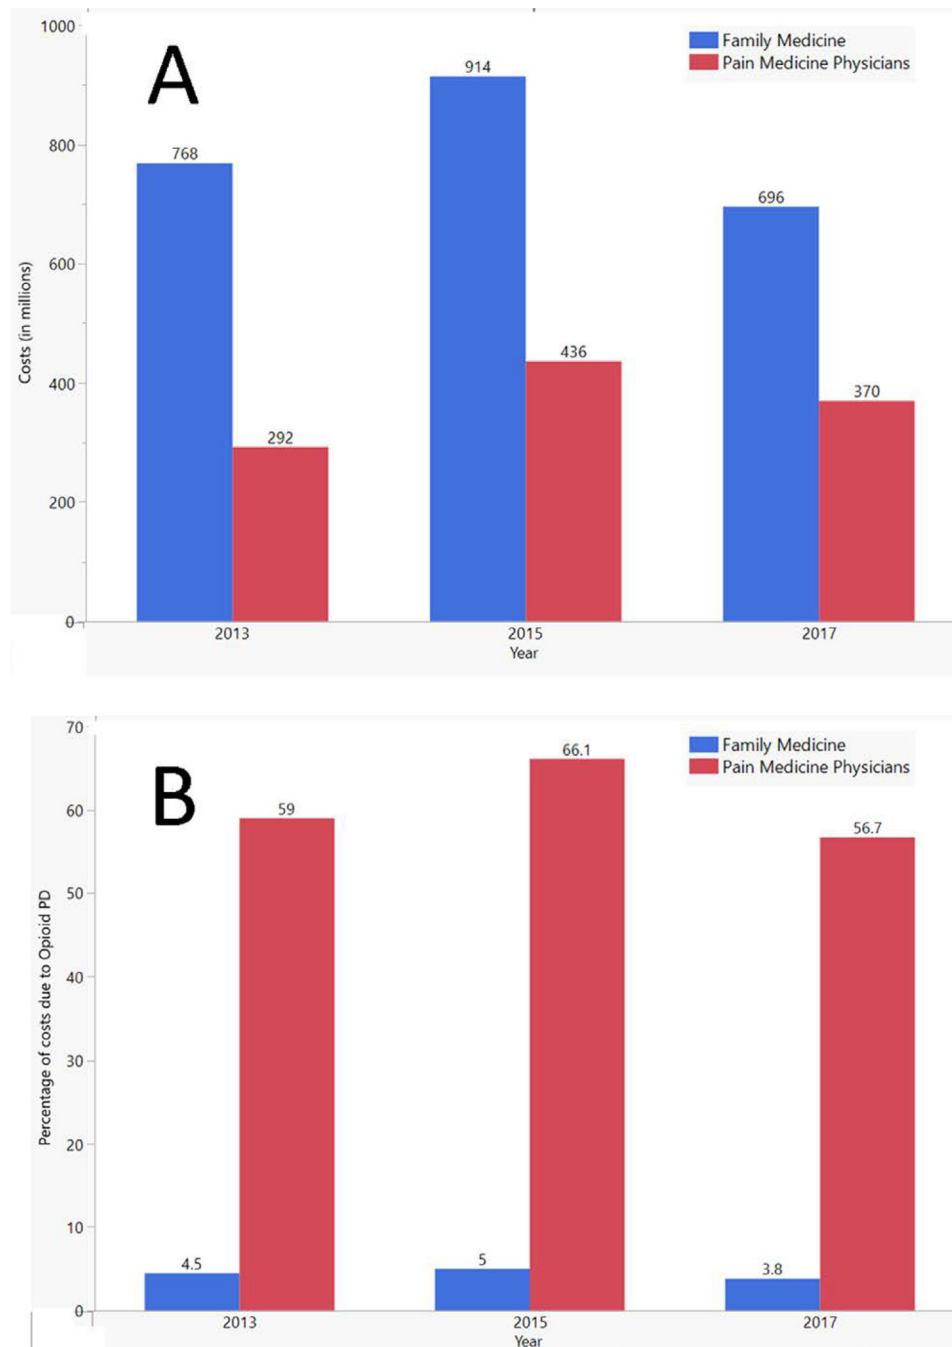 1000
Family Medicine
Pain Medicine Physicians
A
914
800
768
696
600
Costs (in millions)
436
400
370
292
200
0
2013 2015 2017
Year
70
Family Medicine
Pain Medicine Physicians
66.1
B
60
59
56.7
50
Percentage of costs due to Opioid PD
40
30
20
10
4.5
5
3.8
0
2013 2015 2017
Year